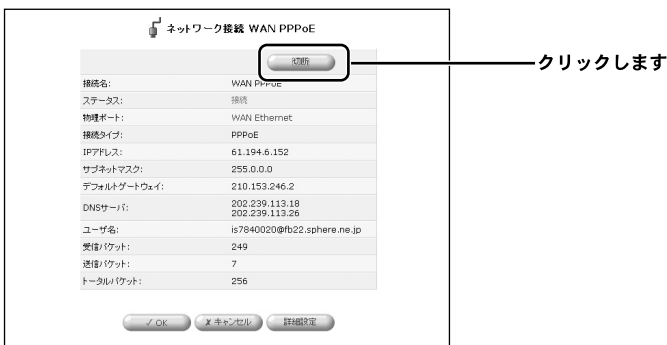 ネットワーク接続 WAN PPPoE
切断
クリックします
接続名: WAN PPPoE
ステータス: 接続
物理ポート: WAN Ethernet
接続タイプ: PPPoE
IPアドレス: 61.194.6.152
サブネットマスク: 255.0.0.0
デフォルトゲートウェイ: 210.153.246.2
DNSサーバ: 202.239.113.18
202.239.113.26
ユーザ名: is7840020@fb22.sphere.ne.jp
受信パケット: 249
送信パケット: 7
トータルパケット: 256
✓ OK ✗ キャンセル 詳細設定